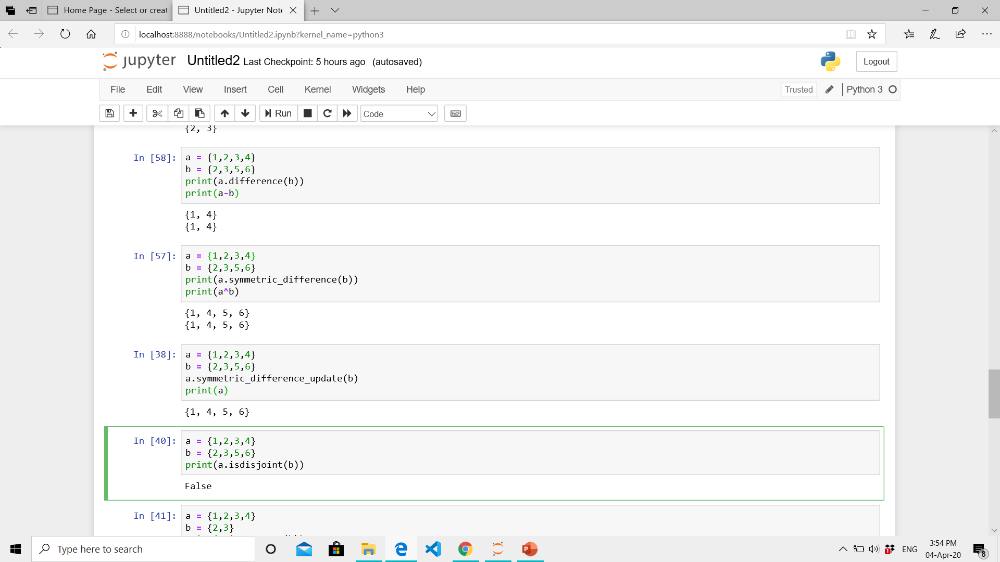 Home Page - Select or creat
Untitled2 - Jupyter Note
localhost:8888/notebooks/Untitled2.ipynb?kernel_name=python3
jupyter Untitled2 Last Checkpoint: 5 hours ago (autosaved)
Logout
File Edit View Insert Cell Kernel Widgets Help
Trusted Python 3
Run Code
{2, 3}
In [58]: a = {1,2,3,4}
b = {2,3,5,6}
print(a.difference(b))
print(a-b)
{1, 4}
{1, 4}
In [57]: a = {1,2,3,4}
b = {2,3,5,6}
print(a.symmetric_difference(b))
print(a^b)
{1, 4, 5, 6}
{1, 4, 5, 6}
In [38]: a = {1,2,3,4}
b = {2,3,5,6}
a.symmetric_difference_update(b)
print(a)
{1, 4, 5, 6}
In [40]: a = {1,2,3,4}
b = {2,3,5,6}
print(a.isdisjoint(b))
False
In [41]: a = {1,2,3,4}
b = {2,3}
Type here to search
P
1
ENG
3:54 PM
04-Apr-20
8